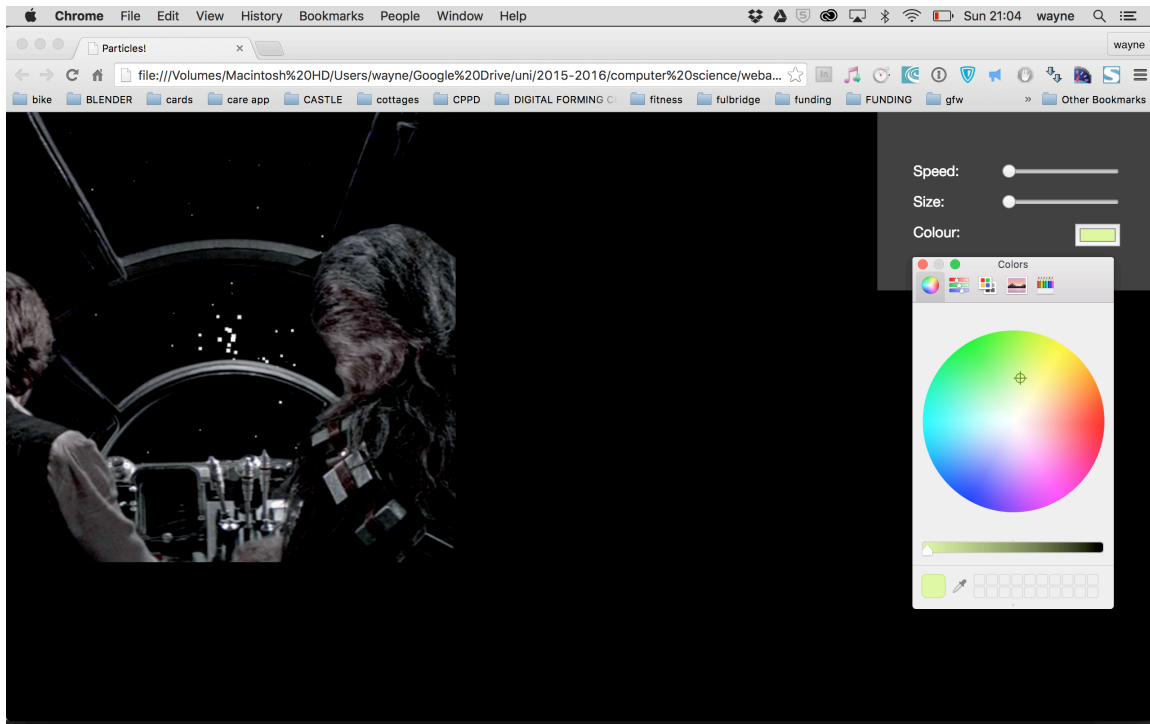 Chrome File Edit View History Bookmarks People Window Help Sun 21:04 wayne
Particles! wayne
file:///Volumes/Macintosh%20HD/Users/wayne/Google%20Drive/uni/2015-2016/computer%20science/weba...
bike BLENDER cards care app CASTLE cottages CPPD DIGITAL FORMING fitness fulbridge funding FUNDING gfw » Other Bookmarks
Speed:
Size:
Colour:
Colors